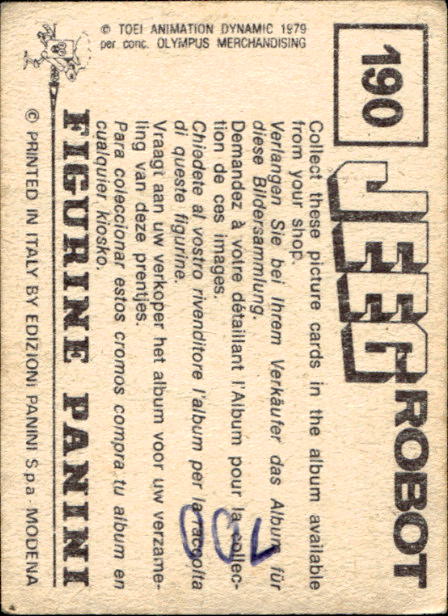 190
JEEG ROBOT
Collect these picture cards in the album available
from your shop.
Verlangen Sie bei Ihrem Verkäufer das Album für
diese Bildersammlung.
Demandez à votre détaillant l'Album pour la collec-
tion de ces images.
Chiedete al vostro rivenditore l'album per la raccolta
di queste figurine.
Vraagt aan uw verkoper het album voor uw verzame-
ling van deze prentjes.
Para coleccionar estos cromos compra tu album en
cualquier kiosko.
FIGURINE PANINI
© PRINTED IN ITALY BY EDIZIONI PANINI S.p.a - MODENA
© TOEI ANIMATION DYNAMIC 1979
per conc. OLYMPUS MERCHANDISING